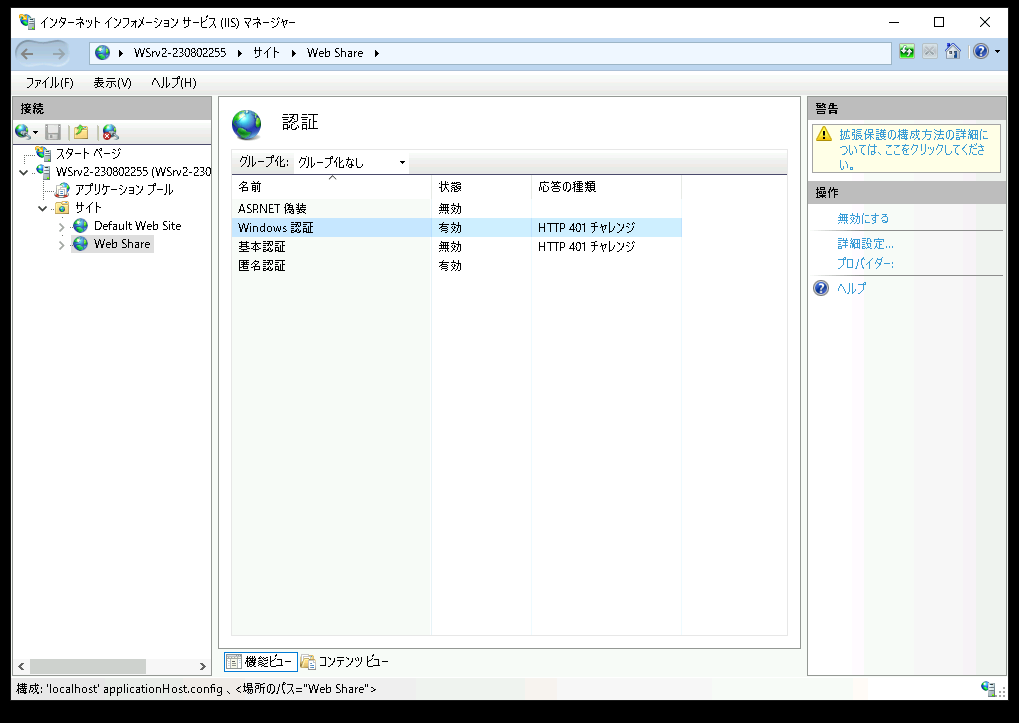 インターネット インフォメーション サービス (IIS) マネージャー
WSrv2-230802255 サイト Web Share
ファイル(F) 表示(V) ヘルプ(H)
接続
スタート ページ
WSrv2-230802255 (WSrv2-230
アプリケーション プール
サイト
Default Web Site
Web Share
認証
グループ化: グループ化なし
名前 状態 応答の種類
ASP.NET 偽装 無効
Windows 認証 有効 HTTP 401 チャレンジ
基本認証 無効 HTTP 401 チャレンジ
匿名認証 有効
機能ビュー コンテンツ ビュー
警告
拡張保護の構成方法の詳細に
ついては、ここをクリックしてくださ
い。
操作
無効にする
詳細設定...
プロバイダー:
ヘルプ
構成: 'localhost' applicationHost.config 、<場所のパス="Web Share">